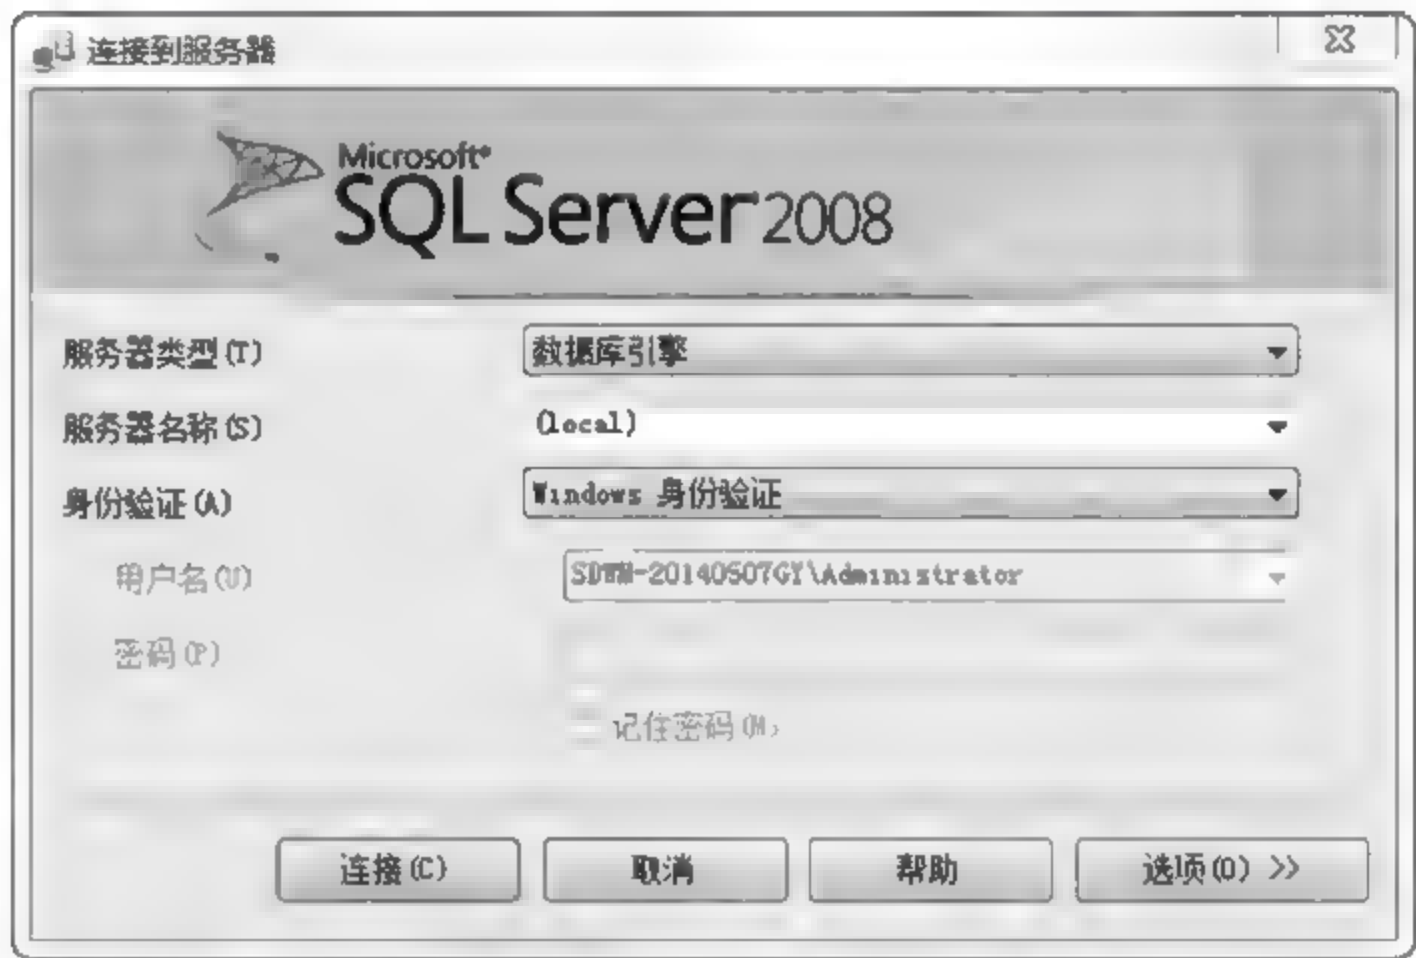 连接到服务器
Microsoft®
SQL Server 2008
服务器类型(T)
数据库引擎
服务器名称(S)
(local)
身份验证(A)
Windows 身份验证
用户名(U)
SDWM-20140507GY\Administrator
密码(P)
记住密码(M)
连接(C)
取消
帮助
选项(O) >>